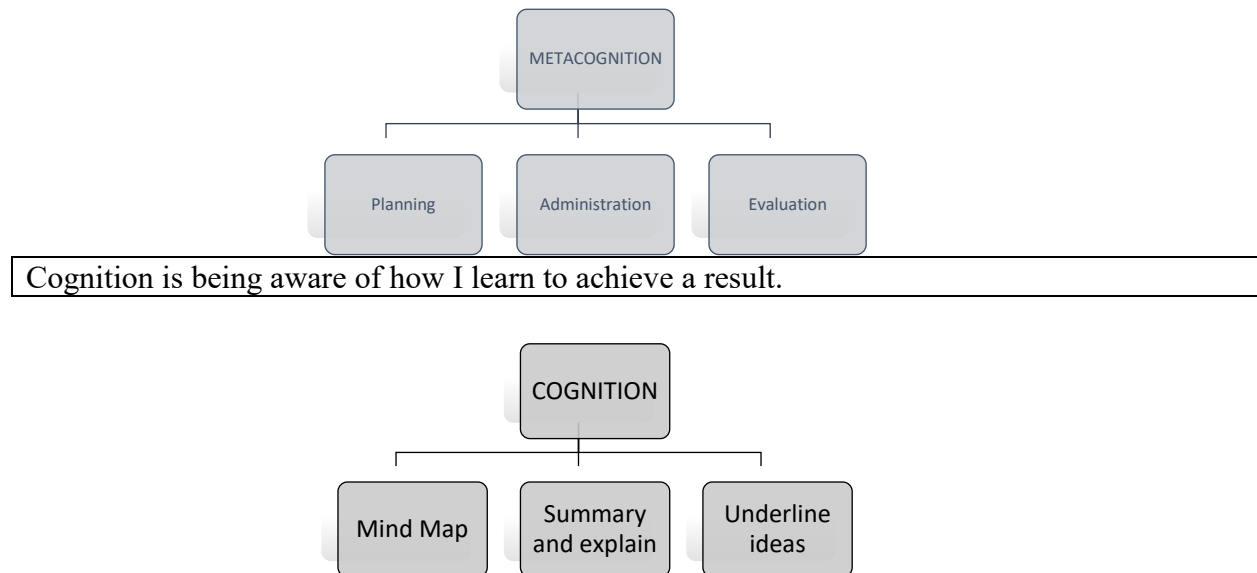 METACOGNITION
Planning
Administration
Evaluation
Cognition is being aware of how I learn to achieve a result.
COGNITION
Mind Map
Summary
and explain
Underline
ideas